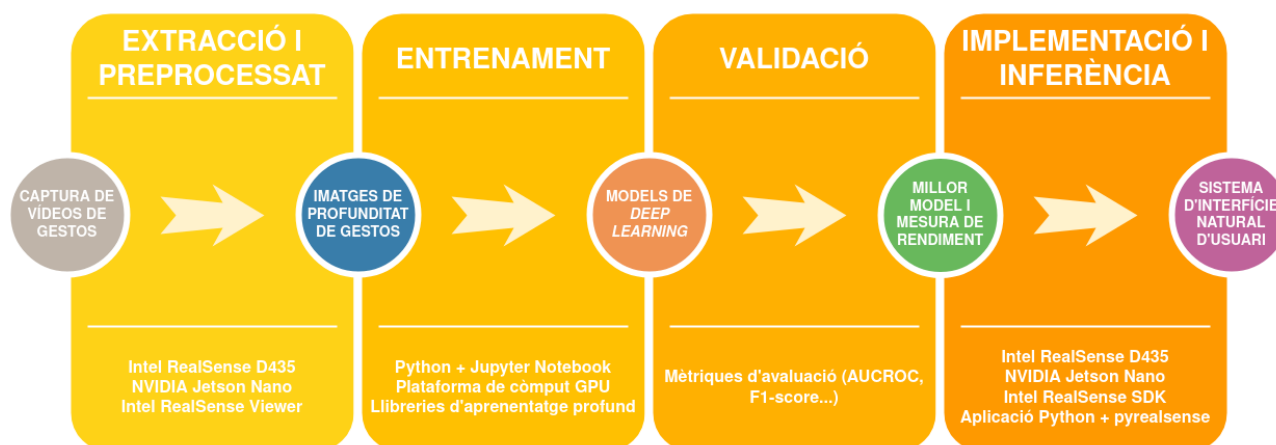 EXTRACCIÓ I
PREPROCESSAT
ENTRENAMENT
VALIDACIÓ
IMPLEMENTACIÓ I
INFERÈNCIA
CAPTURA DE
VÍDEOS DE
GESTOS
IMATGES DE
PROFUNDITAT
DE GESTOS
MODELS DE
DEEP
LEARNING
MILLOR
MODEL I
MESURA DE
RENDIMENT
SISTEMA
D'INTERFÍCIE
NATURAL
D'USUARI
Intel RealSense D435
NVIDIA Jetson Nano
Intel RealSense Viewer
Python + Jupyter Notebook
Plataforma de còmput GPU
Llibreries d'aprenentatge profund
Mètriques d'avaluació (AUCROC,
F1-score...)
Intel RealSense D435
NVIDIA Jetson Nano
Intel RealSense SDK
Aplicació Python + pyrealsense